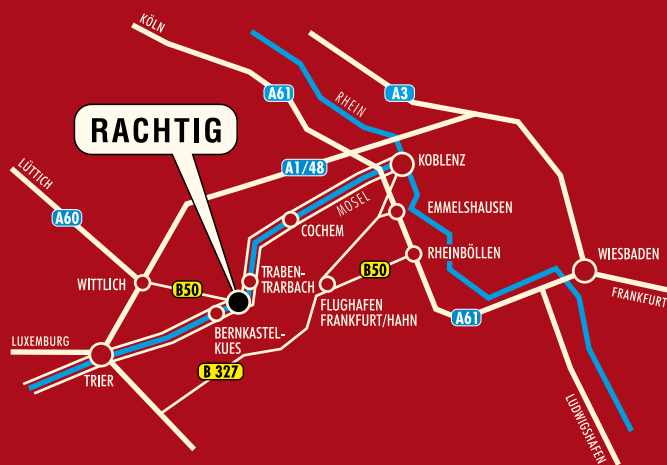 KÖLN
A61
RHEIN
A3
RACHTIG
LÜTTICH
A60
A1/48
KOBLENZ
MOSEL
EMMELSHAUSEN
COCHEM
RHEINBÖLLEN
WIESBADEN
FRANKFURT
WITTLICH
B50
TRABEN-
TRARBACH
B50
FLUGHAFEN
FRANKFURT/HAHN
A61
BERNKASTEL-
KUES
LUXEMBURG
TRIER
B 327
LUDWIGSHAFEN